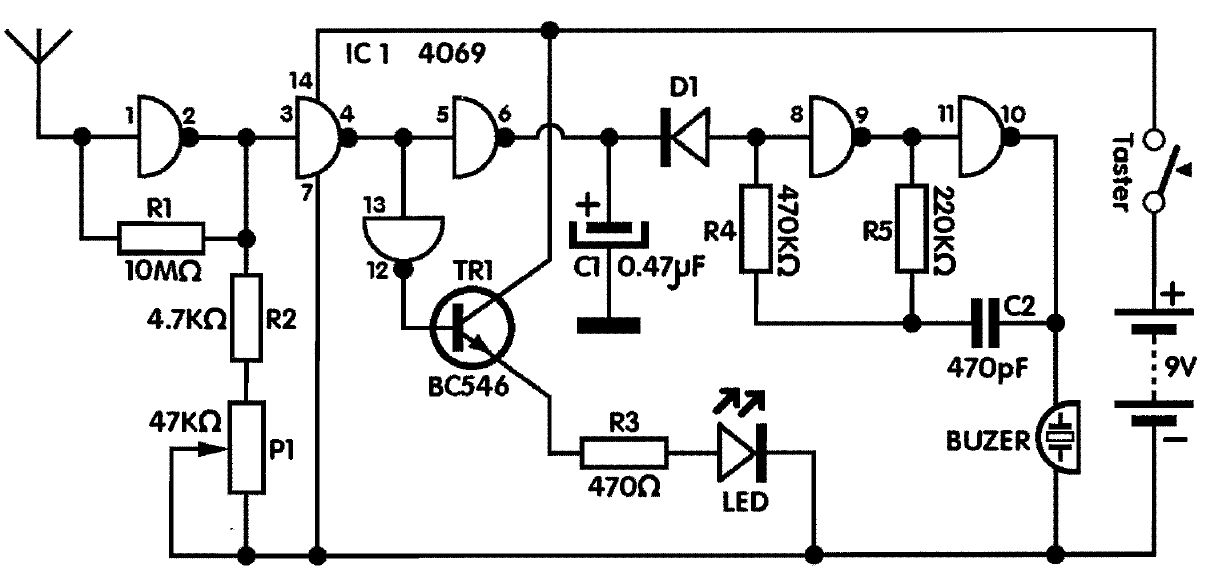 IC 1 4069
14
1
2
3
4
5
6
7
D1
8
9
11
10
Taster
R1
10MΩ
13
12
TR1
BC546
+
C1 0.47µF
R4
470KΩ
R5
220KΩ
C2
470pF
4.7KΩ R2
47KΩ
P1
R3
470Ω
LED
BUZER
+
9V
−